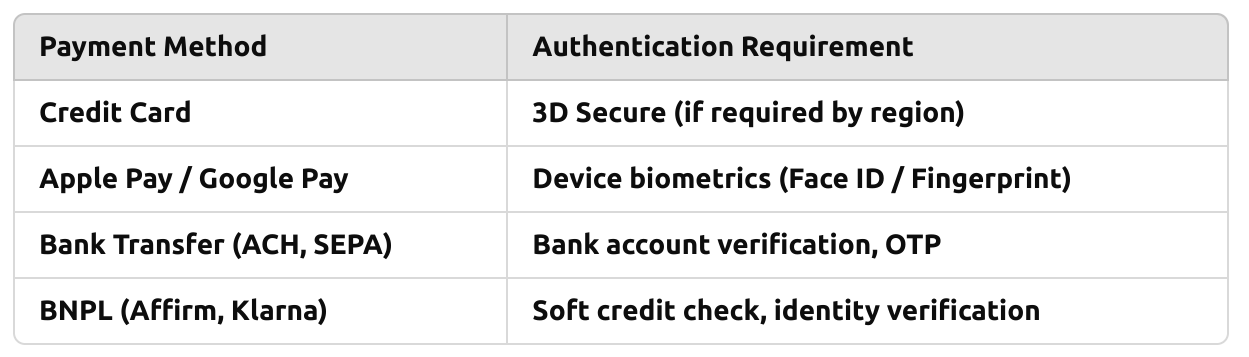 Payment Method Authentication Requirement
Credit Card 3D Secure (if required by region)
Apple Pay / Google Pay Device biometrics (Face ID / Fingerprint)
Bank Transfer (ACH, SEPA) Bank account verification, OTP
BNPL (Affirm, Klarna) Soft credit check, identity verification